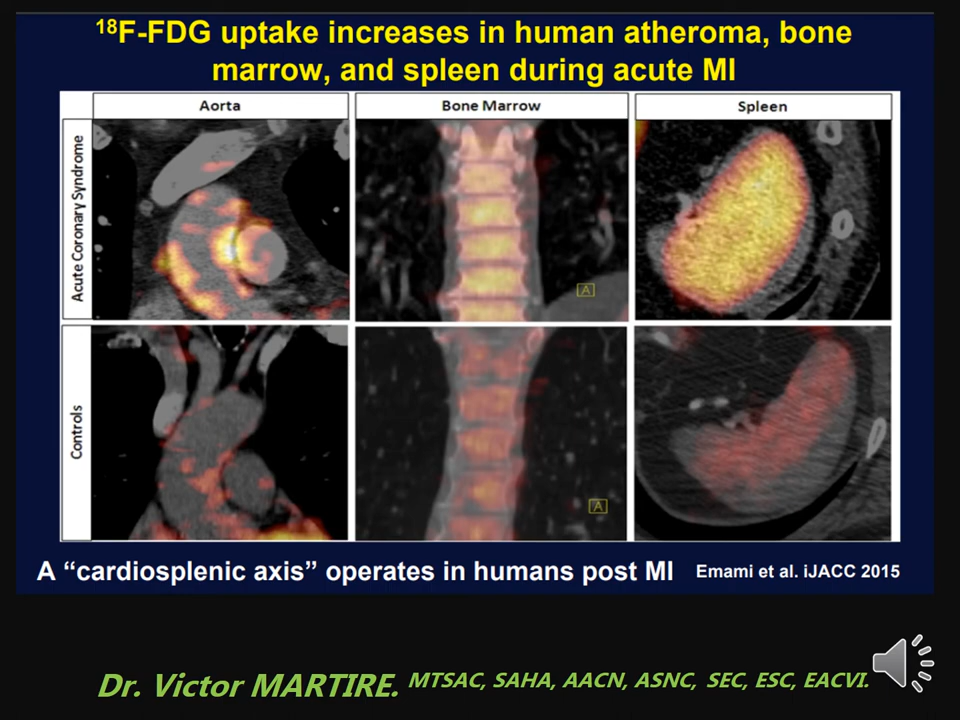 ¹⁸F-FDG uptake increases in human atheroma, bone
marrow, and spleen during acute MI
Aorta
Bone Marrow
Spleen
Acute Coronary Syndrome
A
Controls
A
A “cardiosplenic axis” operates in humans post MI
Emami et al. iJACC 2015
Dr. Victor MARTIRE. MTSAC, SAHA, AACN, ASNC, SEC, ESC, EACVI.